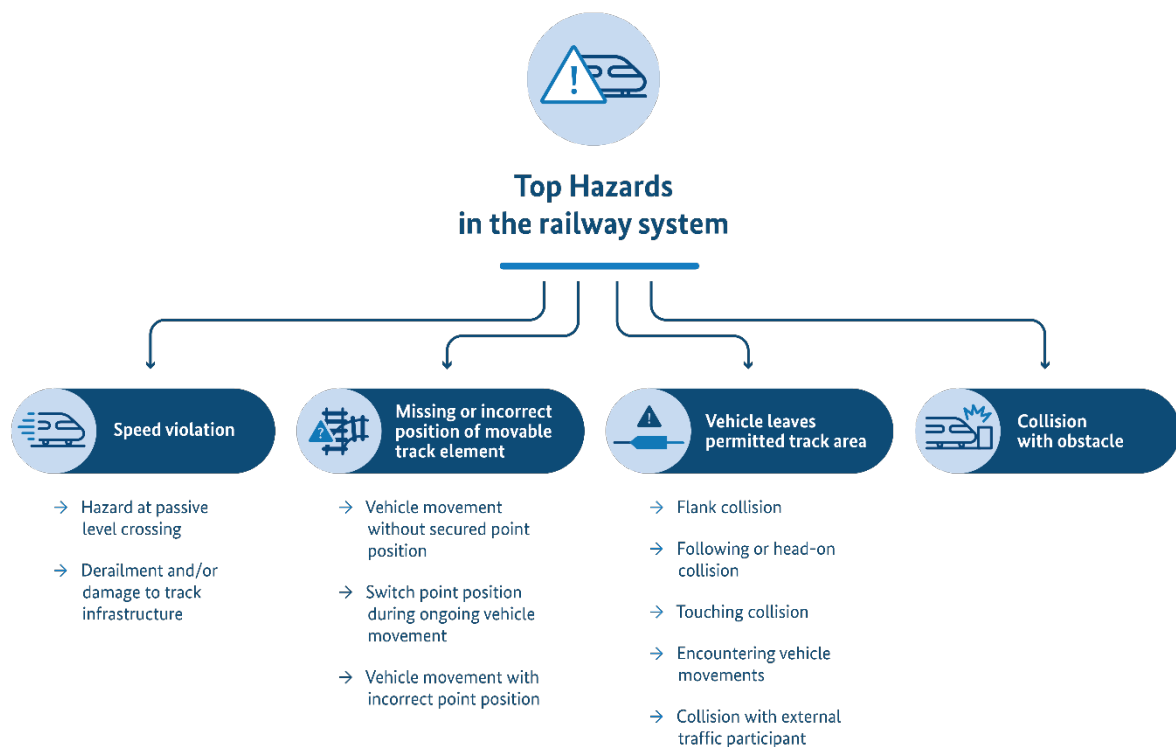 !
Top Hazards
in the railway system
Speed violation
→ Hazard at passive
level crossing
→ Derailment and/or
damage to track
infrastructure
?
Missing or incorrect
position of movable
track element
→ Vehicle movement
without secured point
position
→ Switch point position
during ongoing vehicle
movement
→ Vehicle movement with
incorrect point position
!
Vehicle leaves
permitted track area
→ Flank collision
→ Following or head-on
collision
→ Touching collision
→ Encountering vehicle
movements
→ Collision with external
traffic participant
Collision
with obstacle